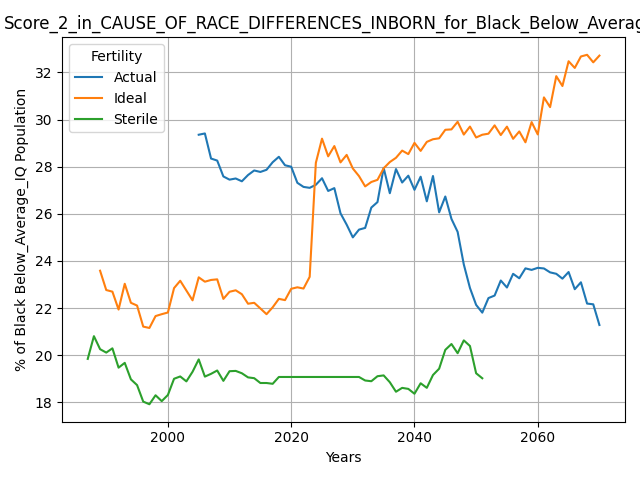 Score_2_in_CAUSE_OF_RACE_DIFFERENCES_INBORN_for_Black_Below_Averag
Fertility
Actual
Ideal
Sterile
% of Black Below_Average_IQ Population
32
30
28
26
24
22
20
18
2000 2020 2040 2060
Years